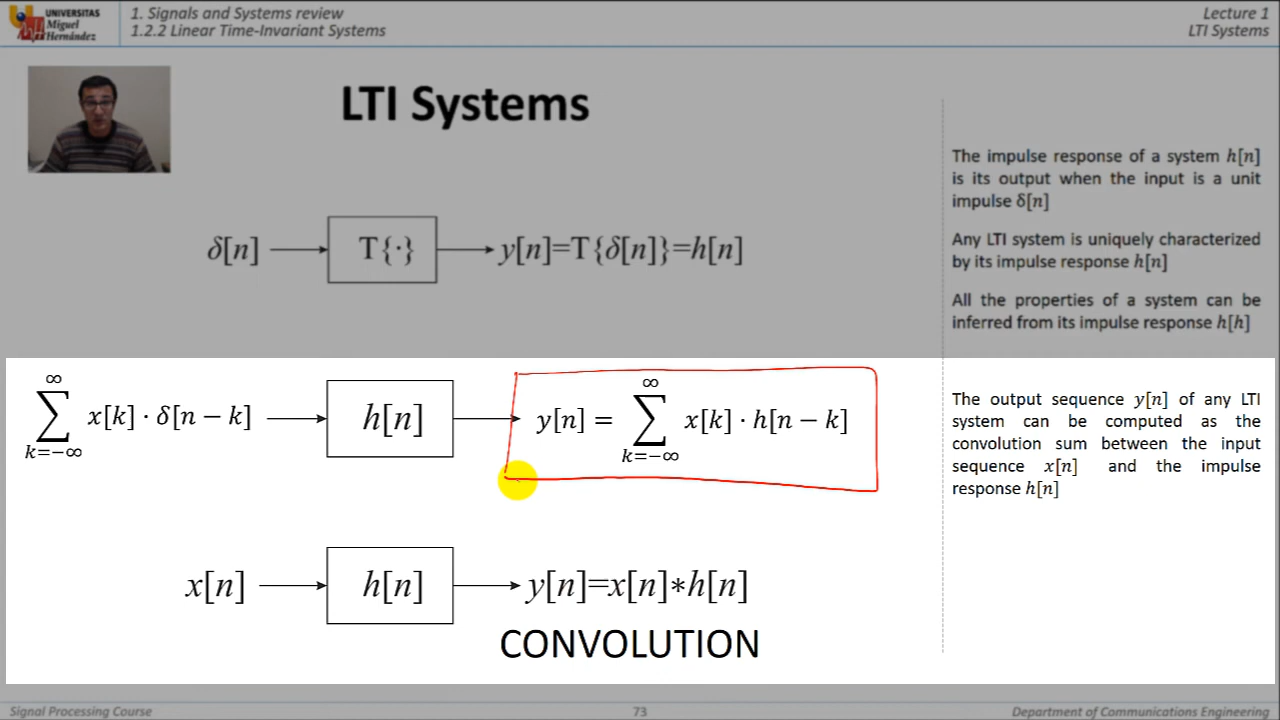 UNIVERSITAS
Miguel
Hernández
1. Signals and Systems review
1.2.2 Linear Time-Invariant Systems
Lecture 1
LTI Systems
LTI Systems
δ[n]
T{·}
y[n]=T{δ[n]}=h[n]
The impulse response of a system h[n]
is its output when the input is a unit
impulse δ[n]
Any LTI system is uniquely characterized
by its impulse response h[n]
All the properties of a system can be
inferred from its impulse response h[h]
∞
∑ x[k] · δ[n − k]
k=−∞
h[n]
∞
y[n] = ∑ x[k] · h[n − k]
k=−∞
The output sequence y[n] of any LTI
system can be computed as the
convolution sum between the input
sequence x[n] and the impulse
response h[n]
x[n]
h[n]
y[n]=x[n]∗h[n]
CONVOLUTION
Signal Processing Course
73
Department of Communications Engineering